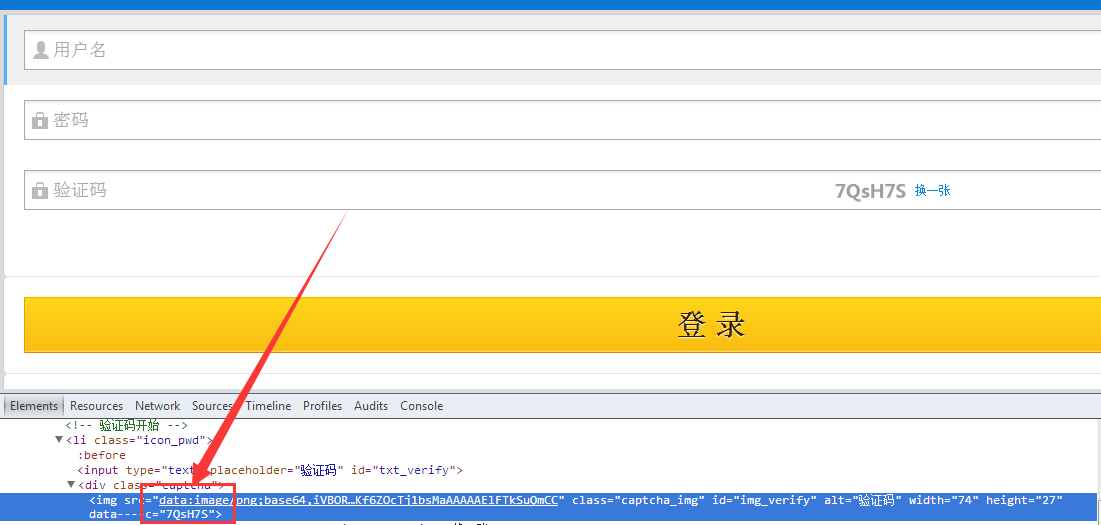 用户名
密码
验证码 7QsH7S 换一张
登 录
Elements Resources Network Sources Timeline Profiles Audits Console
<!-- 验证码开始 -->
▼<li class="icon_pwd">
:before
<input type="text" placeholder="验证码" id="txt_verify">
▼<div class="captcha">
<img src="data:image/png;base64,iVBOR…Kf6ZOcTj1bsMaAAAAAElFTkSuQmCC" class="captcha_img" id="img_verify" alt="验证码" width="74" height="27"
data----c="7QsH7S">